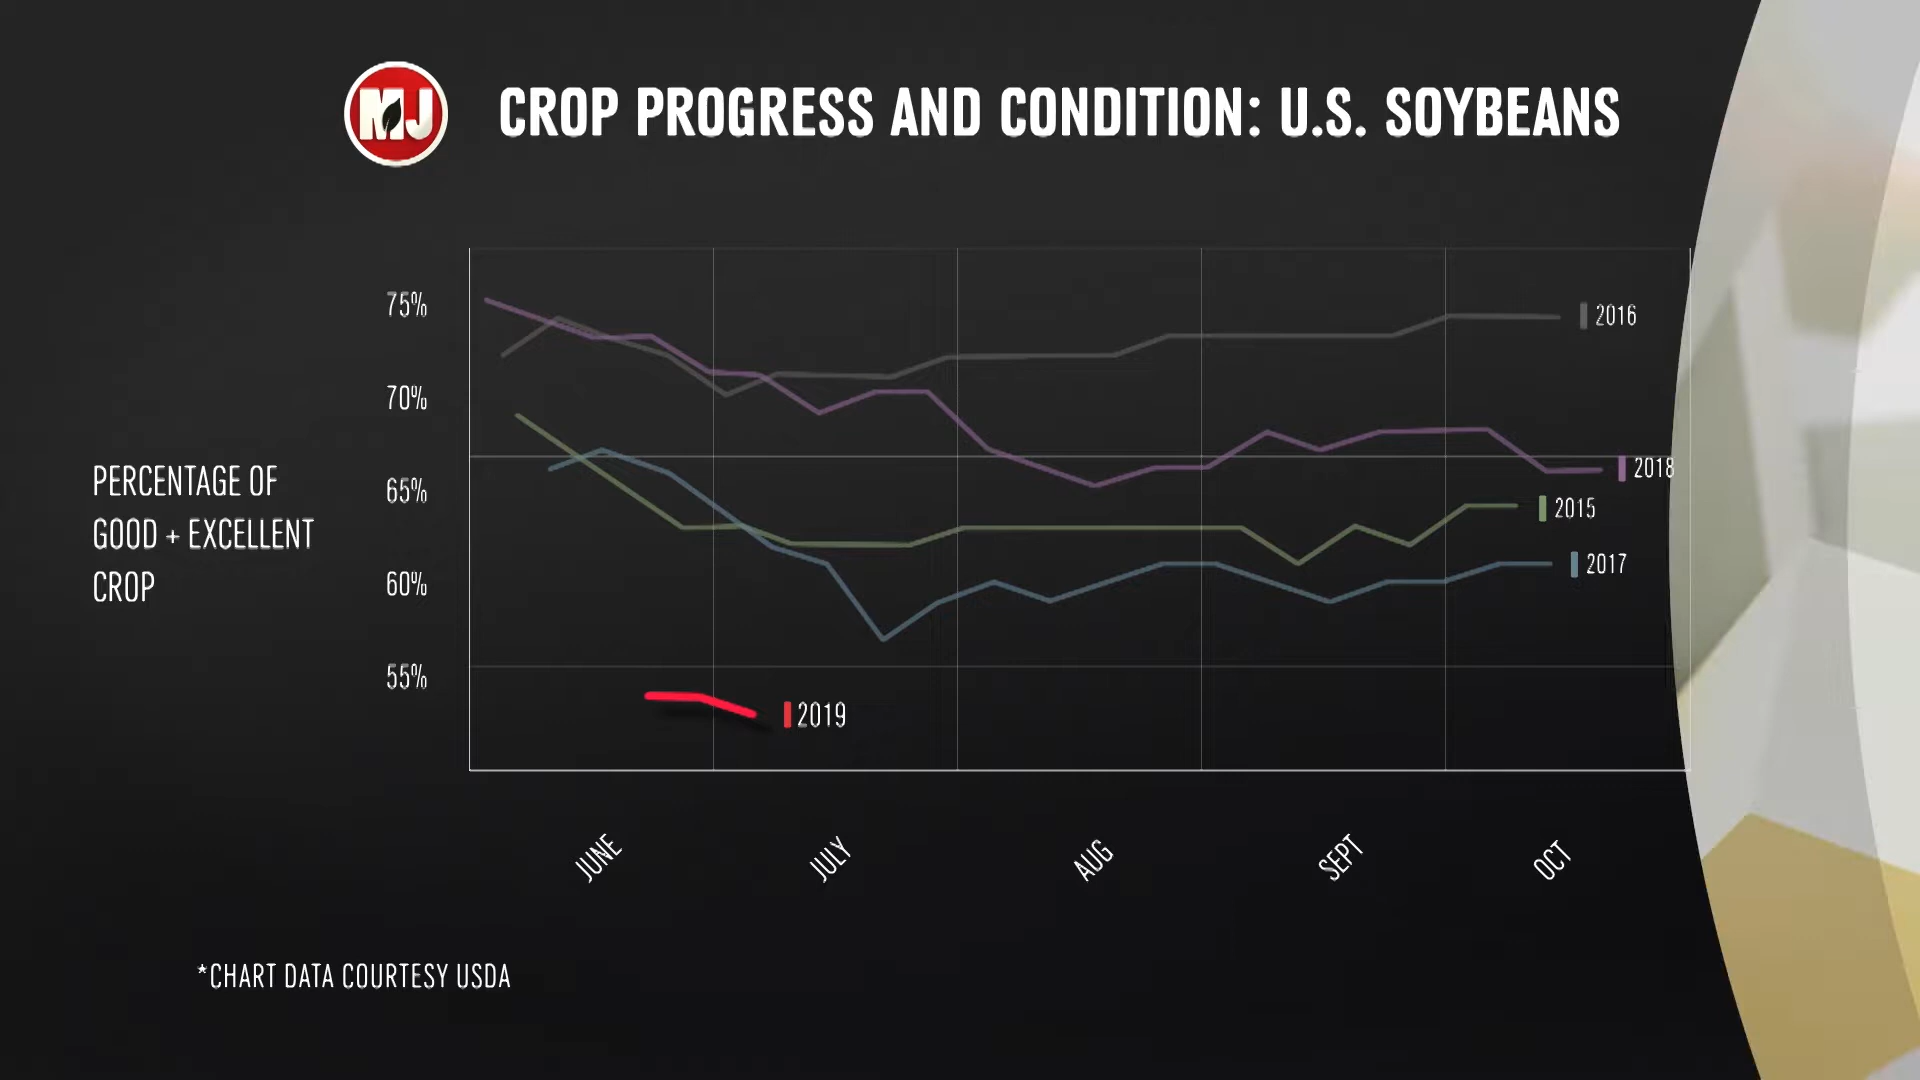 MJ
CROP PROGRESS AND CONDITION: U.S. SOYBEANS
75%
70%
65%
60%
55%
PERCENTAGE OF
GOOD + EXCELLENT
CROP
2016
2018
2015
2017
2019
JUNE
JULY
AUG
SEPT
OCT
*CHART DATA COURTESY USDA